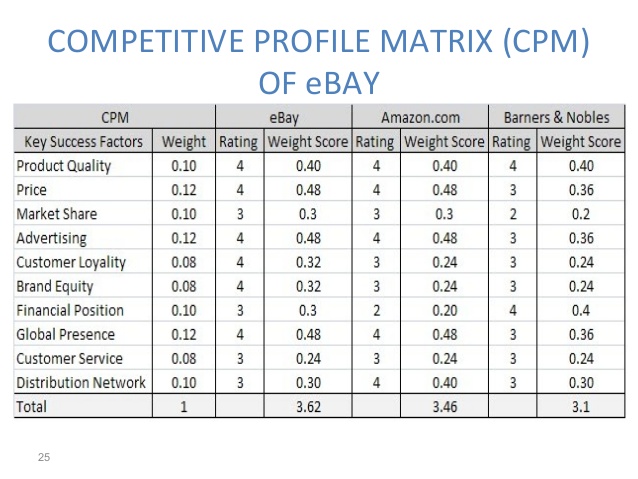 COMPETITIVE PROFILE MATRIX (CPM)
OF eBAY
CPM eBay Amazon.com Barners & Nobles
Key Success Factors Weight Rating Weight Score Rating Weight Score Rating Weight Score
Product Quality 0.10 4 0.40 4 0.40 4 0.40
Price 0.12 4 0.48 4 0.48 3 0.36
Market Share 0.10 3 0.3 3 0.3 2 0.2
Advertising 0.12 4 0.48 4 0.48 3 0.36
Customer Loyality 0.08 4 0.32 3 0.24 3 0.24
Brand Equity 0.08 4 0.32 3 0.24 3 0.24
Financial Position 0.10 3 0.3 2 0.20 4 0.4
Global Presence 0.12 4 0.48 4 0.48 3 0.36
Customer Service 0.08 3 0.24 3 0.24 3 0.24
Distribution Network 0.10 3 0.30 4 0.40 3 0.30
Total 1 3.62 3.46 3.1
25